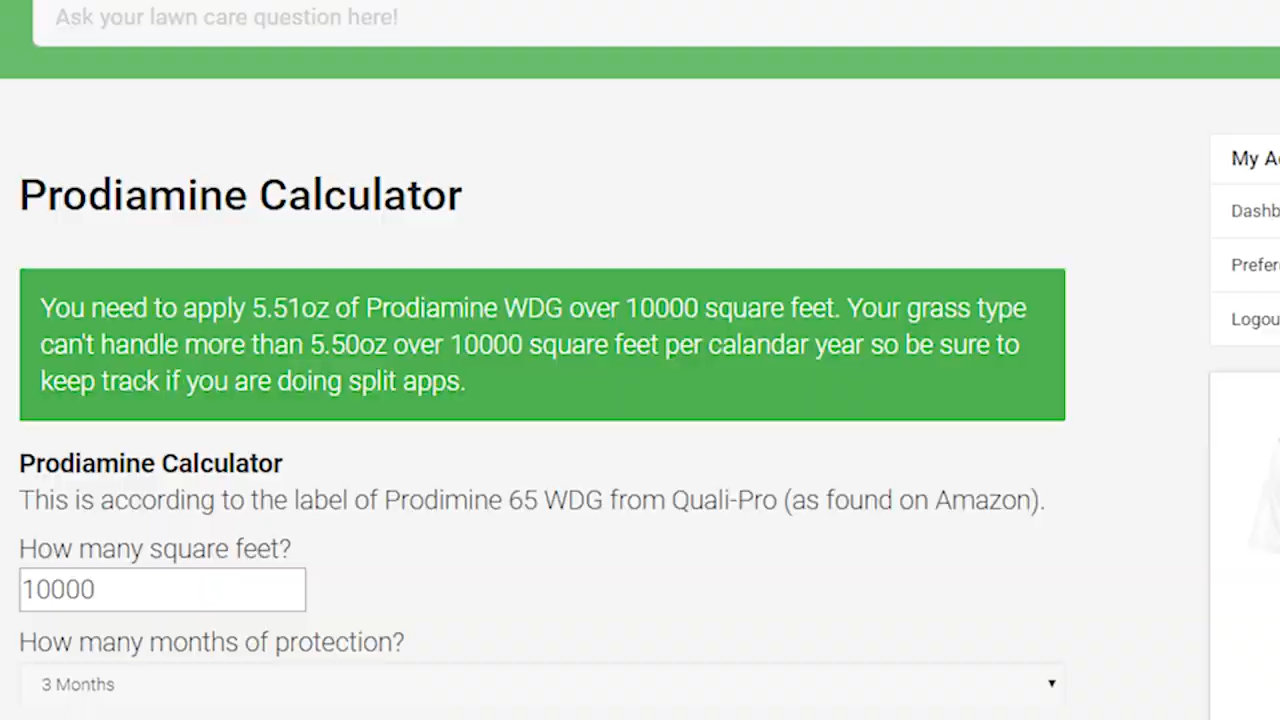 Ask your lawn care question here!
My Ac
Prodiamine Calculator
Dashb
Prefer
You need to apply 5.51oz of Prodiamine WDG over 10000 square feet. Your grass type
Logou
can't handle more than 5.50oz over 10000 square feet per calandar year so be sure to
keep track if you are doing split apps.
Prodiamine Calculator
This is according to the label of Prodimine 65 WDG from Quali-Pro (as found on Amazon).
How many square feet?
10000
How many months of protection?
3 Months